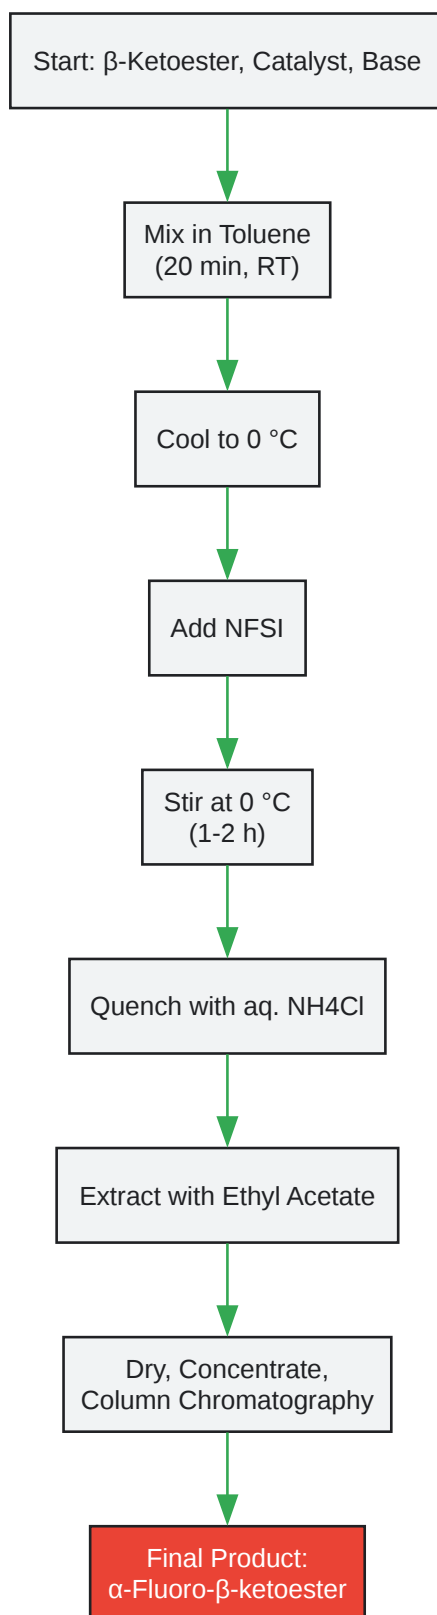 Start: β-Ketoester, Catalyst, Base
Mix in Toluene
(20 min, RT)
Cool to 0 °C
Add NFSI
Stir at 0 °C
(1-2 h)
Quench with aq. NH4Cl
Extract with Ethyl Acetate
Dry, Concentrate,
Column Chromatography
Final Product:
α-Fluoro-β-ketoester